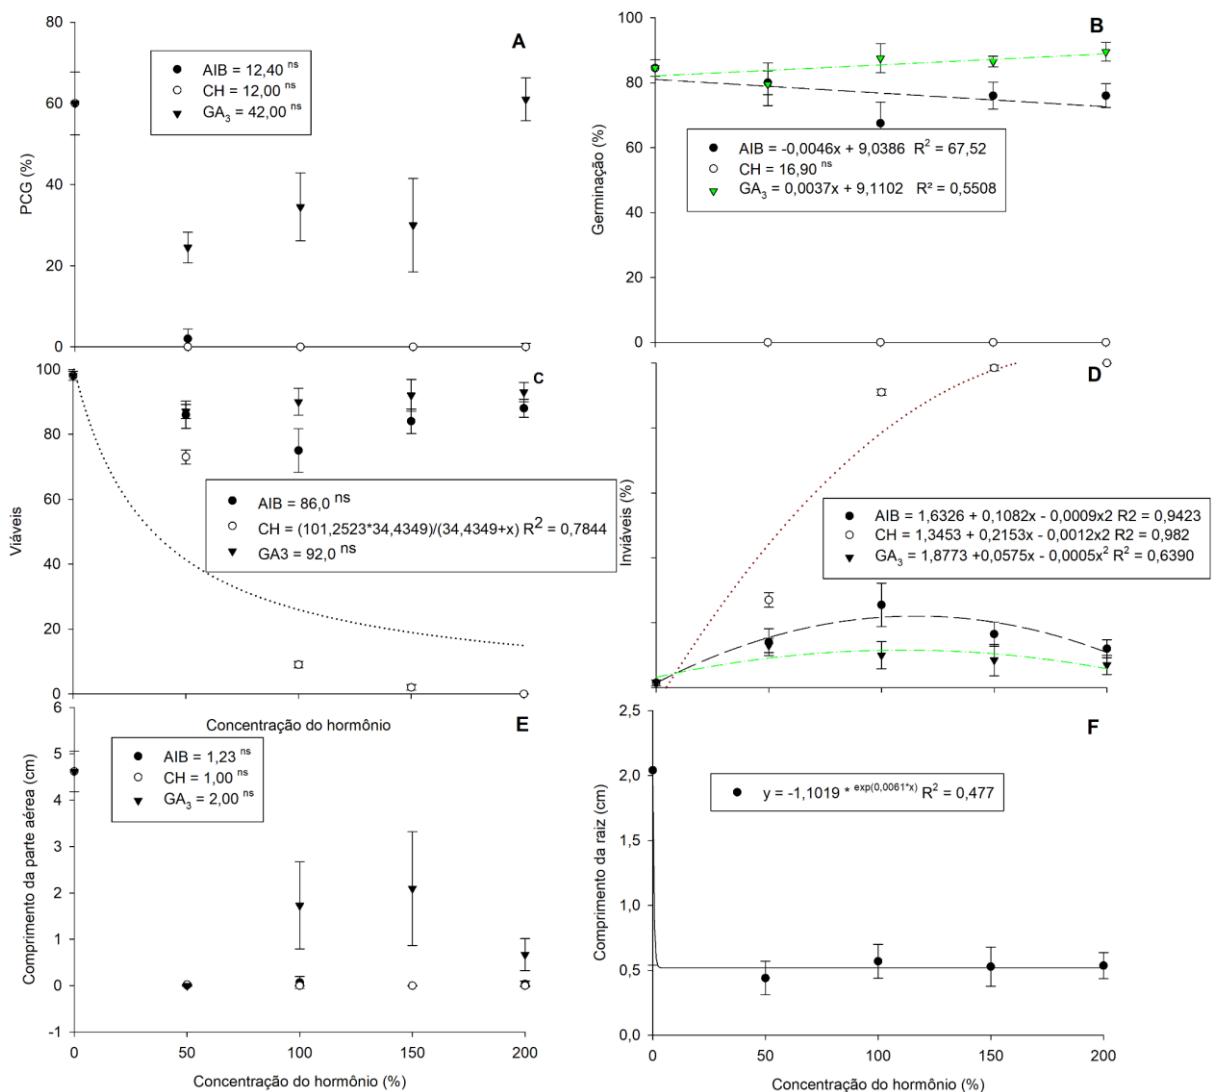 A
80
60
40
20
0
PCG (%)
AIB = 12,40 ns
CH = 12,00 ns
GA3 = 42,00 ns
B
100
80
60
40
20
0
Germinação (%)
AIB = -0,0046x + 9,0386 R2 = 67,52
CH = 16,90 ns
GA3 = 0,0037x + 9,1102 R² = 0,5508
C
100
80
60
40
20
0
Viáveis
AIB = 86,0 ns
CH = (101,2523*34,4349)/(34,4349+x) R2 = 0,7844
GA3 = 92,0 ns
Concentração do hormônio
D
Inviáveis (%)
AIB = 1,6326 + 0,1082x - 0,0009x2 R2 = 0,9423
CH = 1,3453 + 0,2153x - 0,0012x2 R2 = 0,982
GA3 = 1,8773 +0,0575x - 0,0005x2 R2 = 0,6390
E
6
5
4
3
2
1
0
-1
Comprimento da parte aérea (cm)
AIB = 1,23 ns
CH = 1,00 ns
GA3 = 2,00 ns
0 50 100 150 200
Concentração do hormônio (%)
F
2,5
2,0
1,5
1,0
0,5
0,0
Comprimento da raiz (cm)
y = -1,1019 * exp(0,0061*x) R2 = 0,477
0 50 100 150 200
Concentração do hormônio (%)